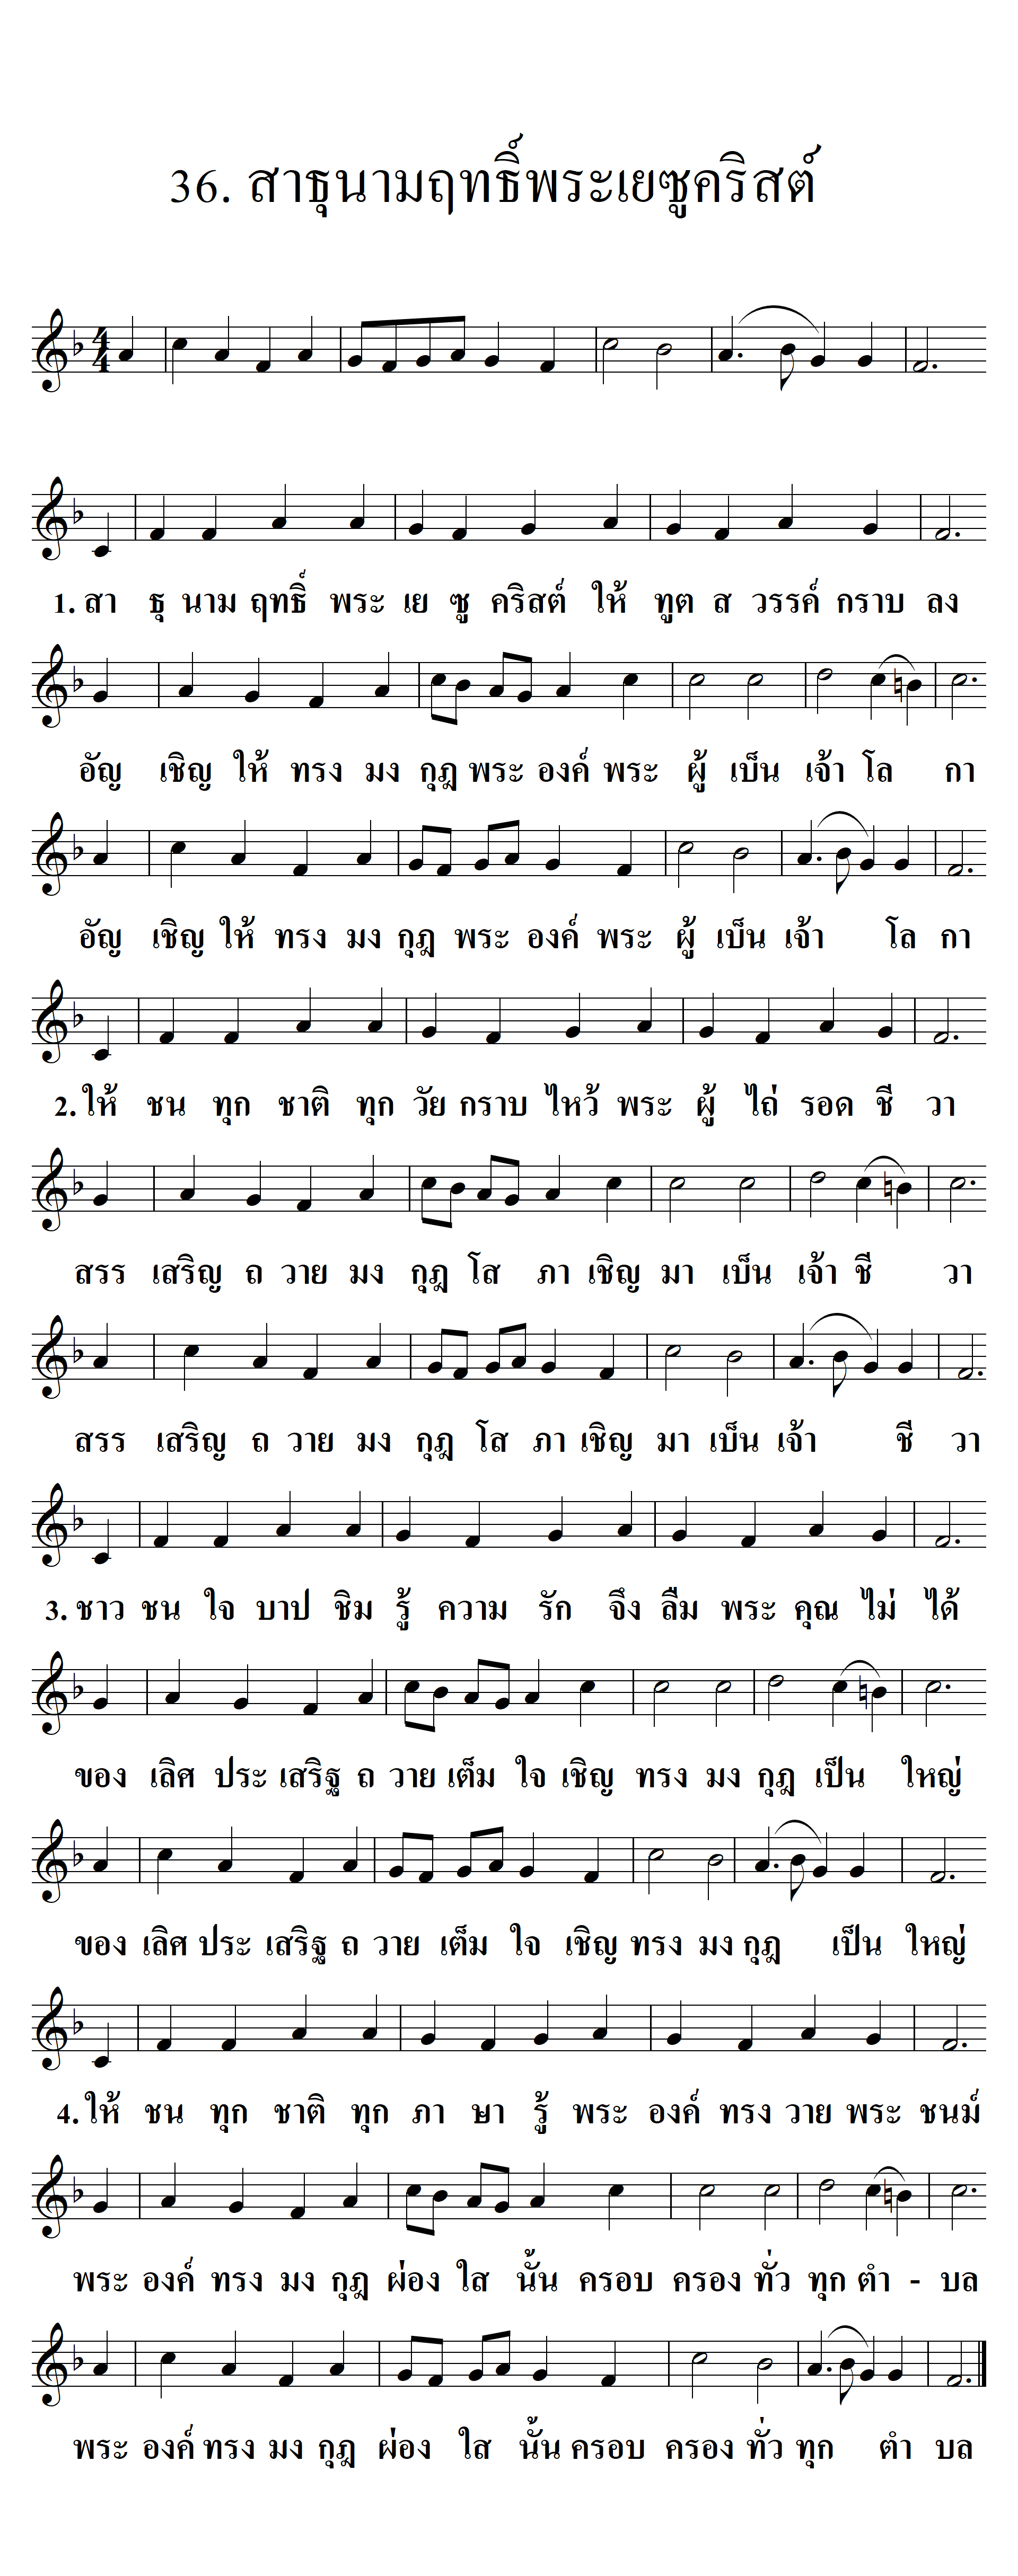 36. สาธุนามฤทธิ์พระเยซูคริสต์
1. สา ธุ นาม ฤทธิ์ พระ เย ซู คริสต์ ให้ ทูต ส วรรค์ กราบ ลง
อัญ เชิญ ให้ ทรง มง กุฎ พระ องค์ พระ ผู้ เบ็น เจ้า โล กา
อัญ เชิญ ให้ ทรง มง กุฎ พระ องค์ พระ ผู้ เบ็น เจ้า โล กา
2. ให้ ชน ทุก ชาติ ทุก วัย กราบ ไหว้ พระ ผู้ ไถ่ รอด ชี วา
สรร เสริญ ถ วาย มง กุฎ โส ภา เชิญ มา เบ็น เจ้า ชี วา
สรร เสริญ ถ วาย มง กุฎ โส ภา เชิญ มา เบ็น เจ้า ชี วา
3. ชาว ชน ใจ บาป ชิม รู้ ความ รัก จึง ลืม พระ คุณ ไม่ ได้
ของ เลิศ ประ เสริฐ ถ วาย เต็ม ใจ เชิญ ทรง มง กุฎ เป็น ใหญ่
ของ เลิศ ประ เสริฐ ถ วาย เต็ม ใจ เชิญ ทรง มง กุฎ เป็น ใหญ่
4. ให้ ชน ทุก ชาติ ทุก ภา ษา รู้ พระ องค์ ทรง วาย พระ ชนม์
พระ องค์ ทรง มง กุฎ ผ่อง ใส นั้น ครอบ ครอง ทั่ว ทุก ตำ - บล
พระ องค์ ทรง มง กุฎ ผ่อง ใส นั้น ครอบ ครอง ทั่ว ทุก ตำ บล